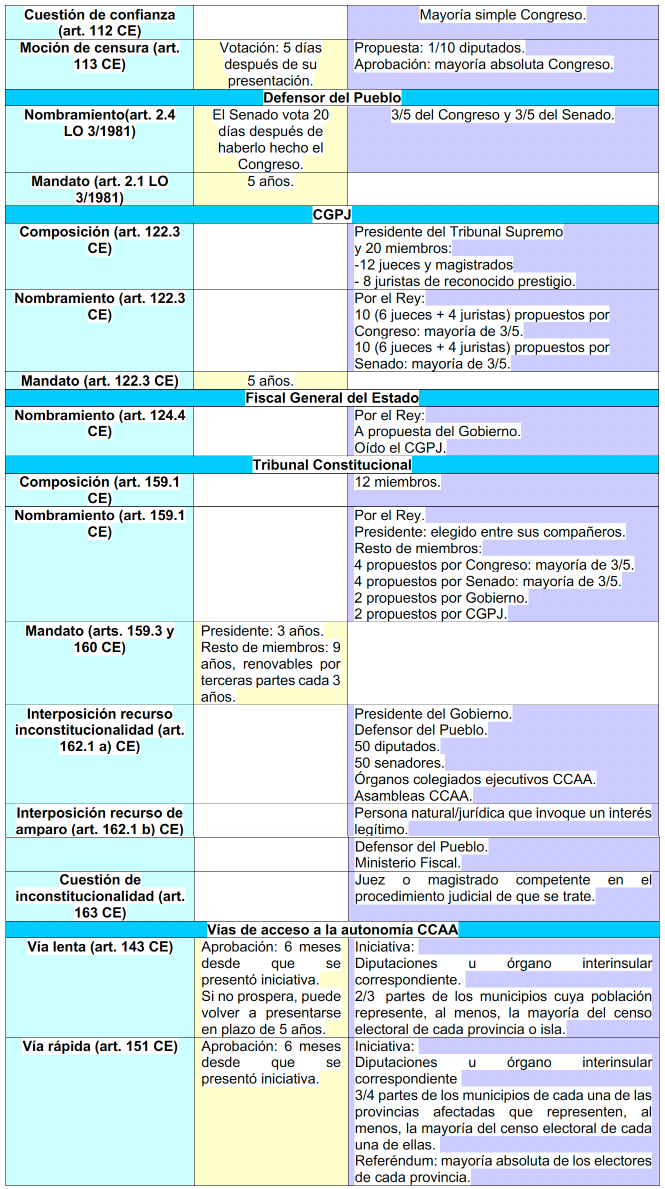 Cuestión de confianza
(art. 112 CE)
Mayoría simple Congreso.
Moción de censura (art.
113 CE)
Votación: 5 días
después de su
presentación.
Propuesta: 1/10 diputados.
Aprobación: mayoría absoluta Congreso.
Defensor del Pueblo
Nombramiento(art. 2.4
LO 3/1981)
El Senado vota 20
días después de
haberlo hecho el
Congreso.
3/5 del Congreso y 3/5 del Senado.
Mandato (art. 2.1 LO
3/1981)
5 años.
CGPJ
Composición (art. 122.3
CE)
Presidente del Tribunal Supremo
y 20 miembros:
-12 jueces y magistrados
- 8 juristas de reconocido prestigio.
Nombramiento (art. 122.3
CE)
Por el Rey:
10 (6 jueces + 4 juristas) propuestos por
Congreso: mayoría de 3/5.
10 (6 jueces + 4 juristas) propuestos por
Senado: mayoría de 3/5.
Mandato (art. 122.3 CE)
5 años.
Fiscal General del Estado
Nombramiento (art. 124.4
CE)
Por el Rey:
A propuesta del Gobierno.
Oído el CGPJ.
Tribunal Constitucional
Composición (art. 159.1
CE)
12 miembros.
Nombramiento (art. 159.1
CE)
Por el Rey.
Presidente: elegido entre sus compañeros.
Resto de miembros:
4 propuestos por Congreso: mayoría de 3/5.
4 propuestos por Senado: mayoría de 3/5.
2 propuestos por Gobierno.
2 propuestos por CGPJ.
Mandato (arts. 159.3 y
160 CE)
Presidente: 3 años.
Resto de miembros: 9
años, renovables por
terceras partes cada 3
años.
Interposición recurso
inconstitucionalidad (art.
162.1 a) CE)
Presidente del Gobierno.
Defensor del Pueblo.
50 diputados.
50 senadores.
Órganos colegiados ejecutivos CCAA.
Asambleas CCAA.
Interposición recurso de
amparo (art. 162.1 b) CE)
Persona natural/jurídica que invoque un interés
legítimo.
Defensor del Pueblo.
Ministerio Fiscal.
Cuestión de
inconstitucionalidad (art.
163 CE)
Juez o magistrado competente en el
procedimiento judicial de que se trate.
Vías de acceso a la autonomía CCAA
Vía lenta (art. 143 CE)
Aprobación: 6 meses
desde que se
presentó iniciativa.
Si no prospera, puede
volver a presentarse
en plazo de 5 años.
Iniciativa:
Diputaciones u órgano interinsular
correspondiente.
2/3 partes de los municipios cuya población
represente, al menos, la mayoría del censo
electoral de cada provincia o isla.
Vía rápida (art. 151 CE)
Aprobación: 6 meses
desde que se
presentó iniciativa.
Iniciativa:
Diputaciones u órgano interinsular
correspondiente
3/4 partes de los municipios de cada una de las
provincias afectadas que representen, al
menos, la mayoría del censo electoral de cada
una de ellas.
Referéndum: mayoría absoluta de los electores
de cada provincia.